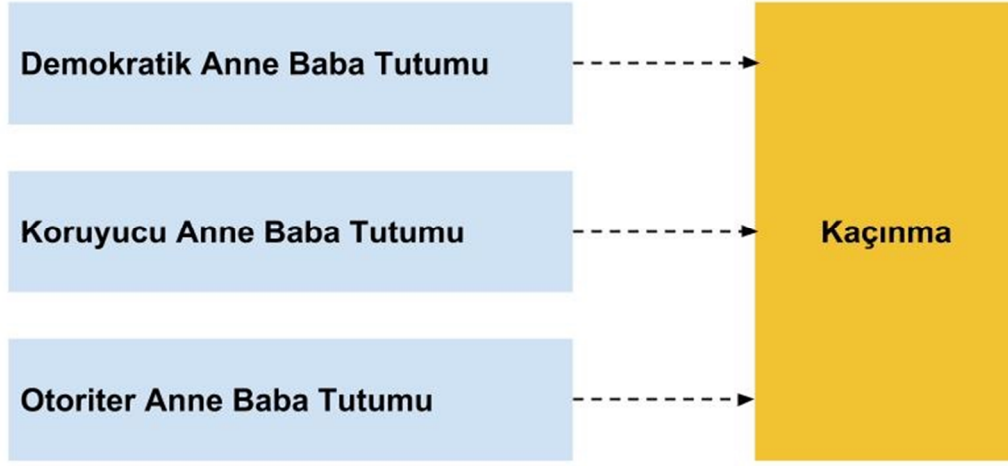 Demokratik Anne Baba Tutumu
Koruyucu Anne Baba Tutumu
Kaçınma
Otoriter Anne Baba Tutumu